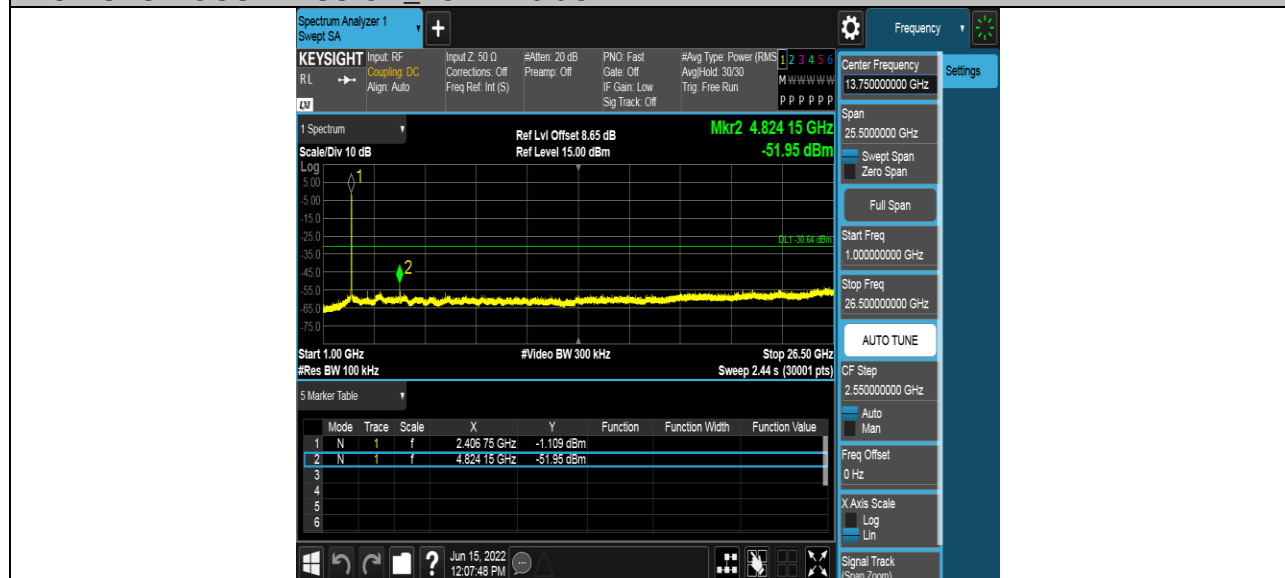 Spectrum Analyzer 1
Swept SA
+
Frequency
KEYSIGHT
RL
LXI
Input: RF
Coupling: DC
Align: Auto
Input Z: 50 Ω
Corrections: Off
Freq Ref: Int (S)
#Atten: 20 dB
Preamp: Off
PNO: Fast
Gate: Off
IF Gain: Low
Sig Track: Off
#Avg Type: Power (RMS
Avg|Hold: 30/30
Trig: Free Run
1 2 3 4 5 6
M W W W W W
P P P P P P
1 Spectrum
Scale/Div 10 dB
Ref Lvl Offset 8.65 dB
Ref Level 15.00 dBm
Mkr2 4.824 15 GHz
-51.95 dBm
Log
5.00
-5.00
-15.0
-25.0
-35.0
-45.0
-55.0
-65.0
-75.0
1
2
DL1 -30.64 dBm
Start 1.00 GHz
#Video BW 300 kHz
Stop 26.50 GHz
#Res BW 100 kHz
Sweep 2.44 s (30001 pts)
5 Marker Table
Mode Trace Scale X Y Function Function Width Function Value
1 N 1 f 2.406 75 GHz -1.109 dBm
2 N 1 f 4.824 15 GHz -51.95 dBm
3
4
5
6
?
Jun 15, 2022
12:07:48 PM
Center Frequency
13.750000000 GHz
Settings
Span
25.5000000 GHz
Swept Span
Zero Span
Full Span
Start Freq
1.000000000 GHz
Stop Freq
26.500000000 GHz
AUTO TUNE
CF Step
2.550000000 GHz
Auto
Man
Freq Offset
0 Hz
X Axis Scale
Log
Lin
Signal Track
(Span Zoom)